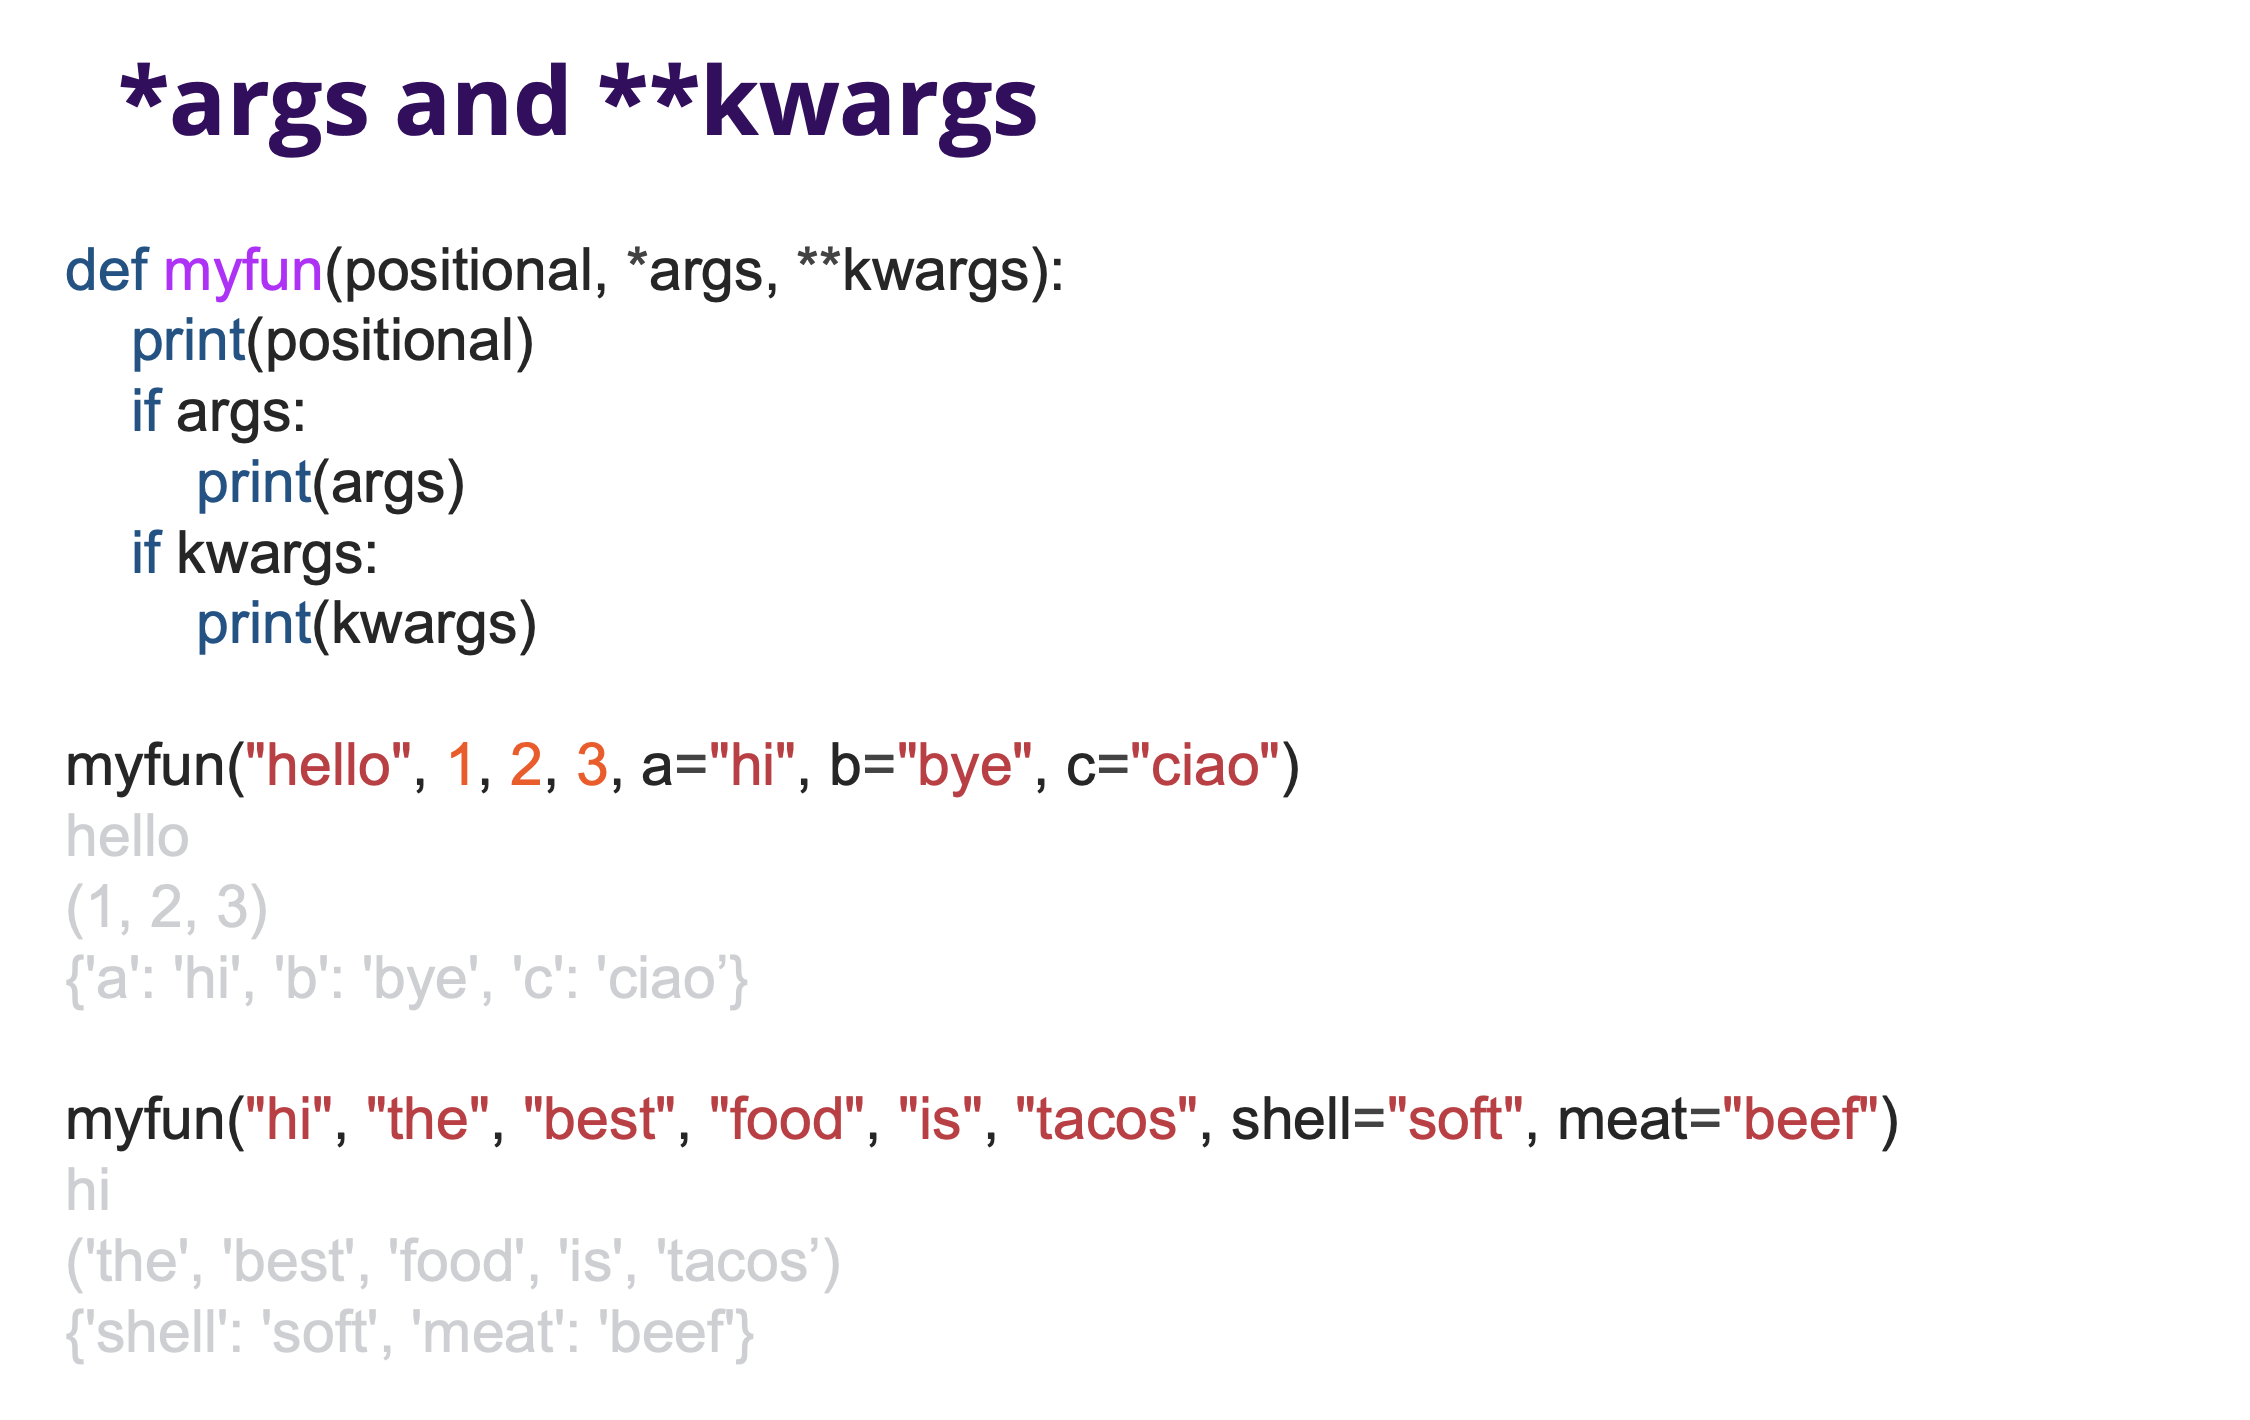 *args and **kwargs
def myfun(positional, *args, **kwargs):
    print(positional)
    if args:
        print(args)
    if kwargs:
        print(kwargs)
myfun("hello", 1, 2, 3, a="hi", b="bye", c="ciao")
hello
(1, 2, 3)
{'a': 'hi', 'b': 'bye', 'c': 'ciao’}
myfun("hi", "the", "best", "food", "is", "tacos", shell="soft", meat="beef")
hi
('the', 'best', 'food', 'is', 'tacos’)
{'shell': 'soft', 'meat': 'beef'}